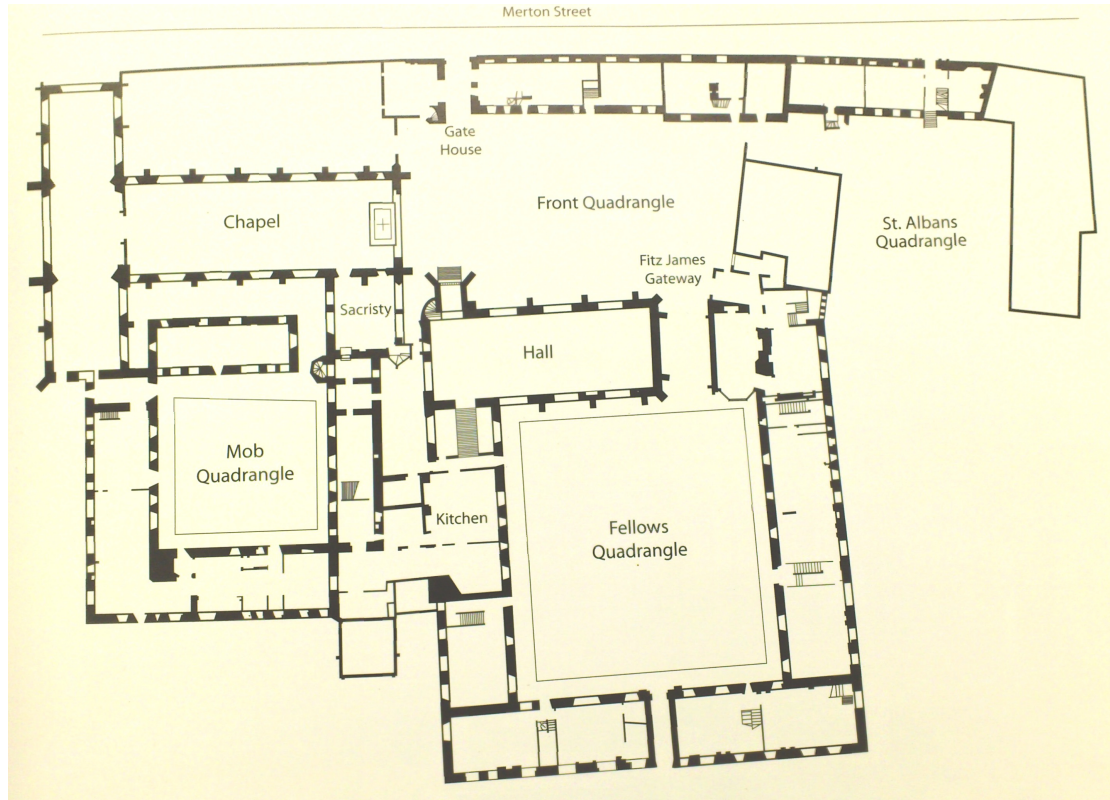 Merton Street
Gate
House
Front Quadrangle
Chapel
St. Albans
Quadrangle
Fitz James
Gateway
Sacristy
Hall
Mob
Quadrangle
Kitchen
Fellows
Quadrangle